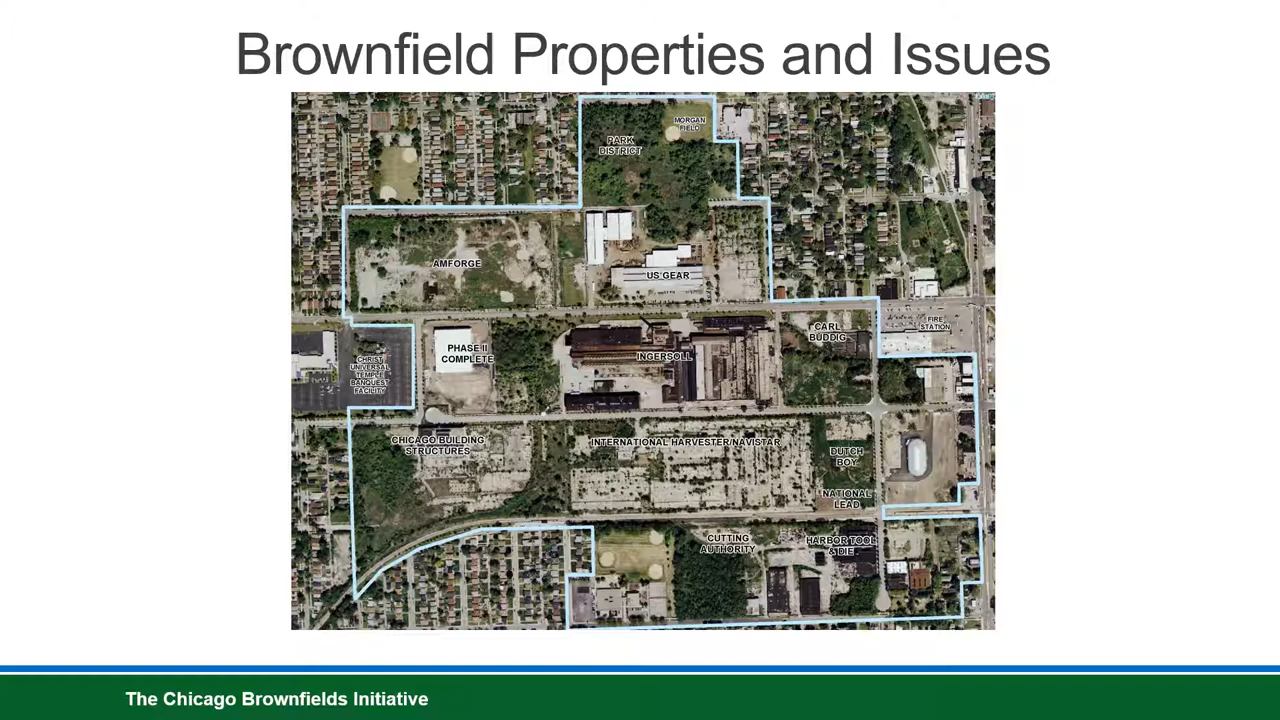 Brownfield Properties and Issues
MORGAN
FIELD
PARK
DISTRICT
AMFORGE
US GEAR
FIRE
STATION
CARL
BUDDIG
PHASE II
COMPLETE
INGERSOLL
CHRIST
UNIVERSAL
TEMPLE
BANQUEST
FACILITY
CHICAGO BUILDING
STRUCTURES
INTERNATIONAL HARVESTER/NAVISTAR
DUTCH
BOY
NATIONAL
LEAD
CUTTING
AUTHORITY
HARBOR TOOL
& DIE
The Chicago Brownfields Initiative